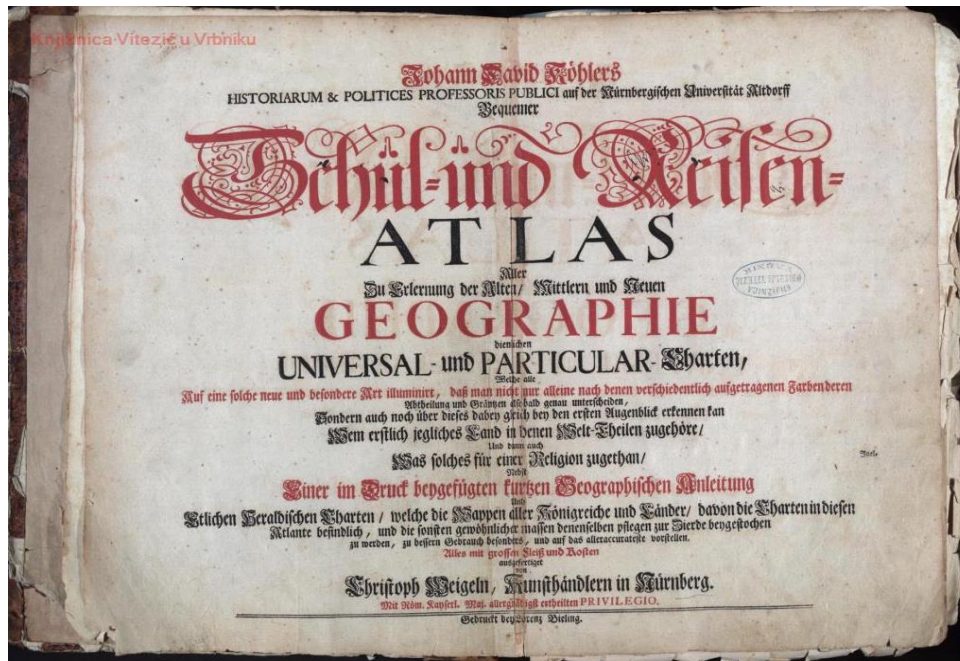 Knjižnica Vitezić u Vrbniku
Johann David Köhlers
HISTORIARUM & POLITICES PROFESSORIS PUBLICI auf der Nürnbergischen Universität Altdorff
Bequemer
Schul- und Reisen-
ATLAS
Aller
Zu Erlernung der Alten/ Mittlern und Neuen
GEOGRAPHIE
dienlichen
UNIVERSAL- und PARTICULAR-Charten,
Welche alle
Auf eine solche neue und besondere Art illuminirt, daß man nicht nur alleine nach denen verschiedentlich aufgetragenen Farben deren
Abtheilung und Gräntzen alsbald genau unterscheiden,
Sondern auch noch über dieses dabey gleich bey den ersten Augenblick erkennen kan
Wem erstlich jegliches Land in denen Welt-Theilen zugehöre/
Und dann auch
Was solches für einer Religion zugethan/
Nebst
Einer im Druck beygefügten kurtzen Geographischen Anleitung
Und
Etlichen Heraldischen Charten/ welche die Wappen aller Königreiche und Länder/ davon die Charten in diesen
Atlante befindlich, und die sonsten gewöhnlicher massen denenselben pflegen zur Zierde beygestochen
zu werden, zu bessern Gebrauch besonders, und auf das alleraccurateste vorstellen.
Alles mit grossen Fleiß und Kosten
ausgefertiget
von
Christoph Weigeln, Kunsthändlern in Nürnberg.
Mit Röm. Kayserl. Maj. allergnädigst ertheilten PRIVILEGIO.
Gedruckt bey Lorenz Bieling.